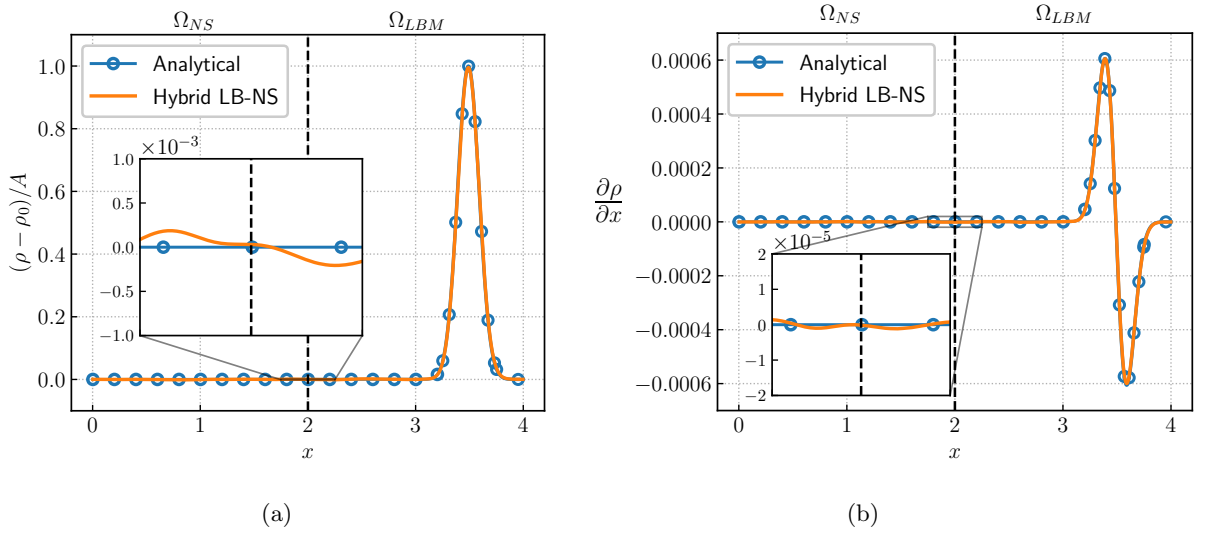 Ω_NS
Ω_LBM
Analytical
Hybrid LB-NS
(ρ − ρ₀)/A
1.0
0.8
0.6
0.4
0.2
0.0
×10⁻³
1.0
0.5
0.0
−0.5
−1.0
0 1 2 3 4
x
(a)
Ω_NS
Ω_LBM
Analytical
Hybrid LB-NS
∂ρ
∂x
0.0006
0.0004
0.0002
0.0000
−0.0002
−0.0004
−0.0006
×10⁻⁵
2
1
0
−1
−2
0 1 2 3 4
x
(b)